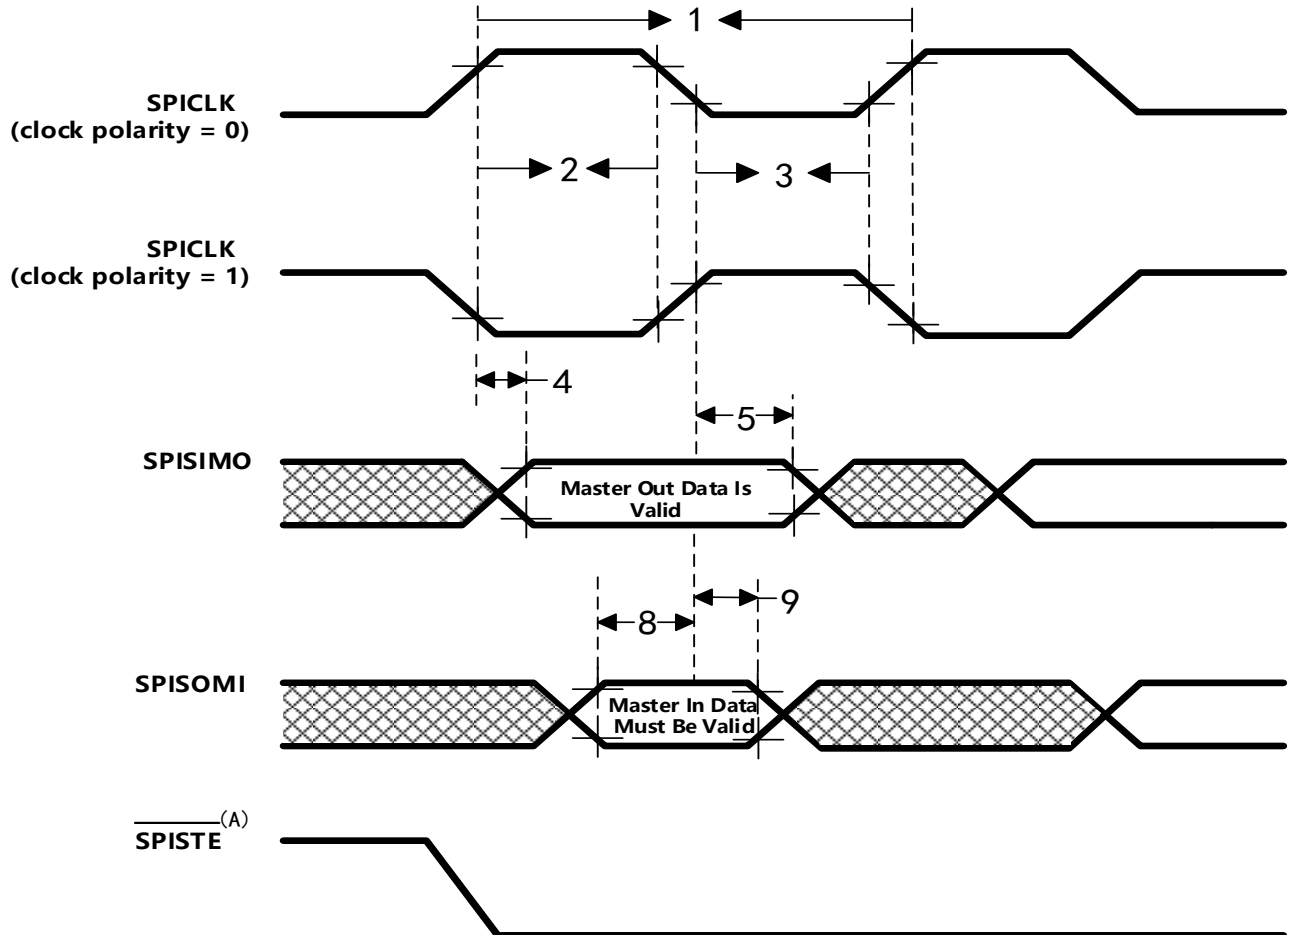 1
SPICLK
(clock polarity = 0)
2
3
SPICLK
(clock polarity = 1)
4
5
SPISIMO
Master Out Data Is
Valid
8
9
SPISOMI
Master In Data
Must Be Valid
SPISTE(A)